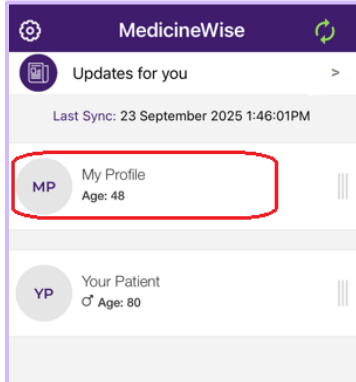 MedicineWise
Updates for you >
Last Sync: 23 September 2025 1:46:01PM
MP
My Profile
Age: 48
YP
Your Patient
♂ Age: 80